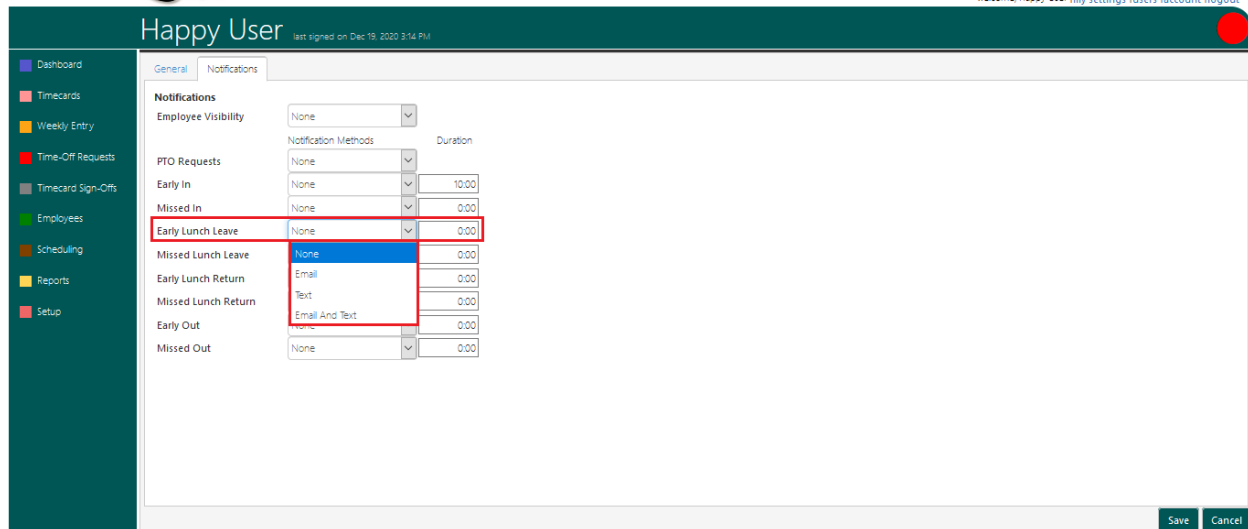 Happy User last signed on Dec 19, 2020 3:14 PM
Dashboard
Timecards
Weekly Entry
Time-Off Requests
Timecard Sign-Offs
Employees
Scheduling
Reports
Setup
General Notifications
Notifications
Employee Visibility None
Notification Methods Duration
PTO Requests None
Early In None 10:00
Missed In None 0:00
Early Lunch Leave None 0:00
Missed Lunch Leave None 0:00
Early Lunch Return Email 0:00
Text
Missed Lunch Return 0:00
Email And Text
Early Out None 0:00
Missed Out None 0:00
Save Cancel